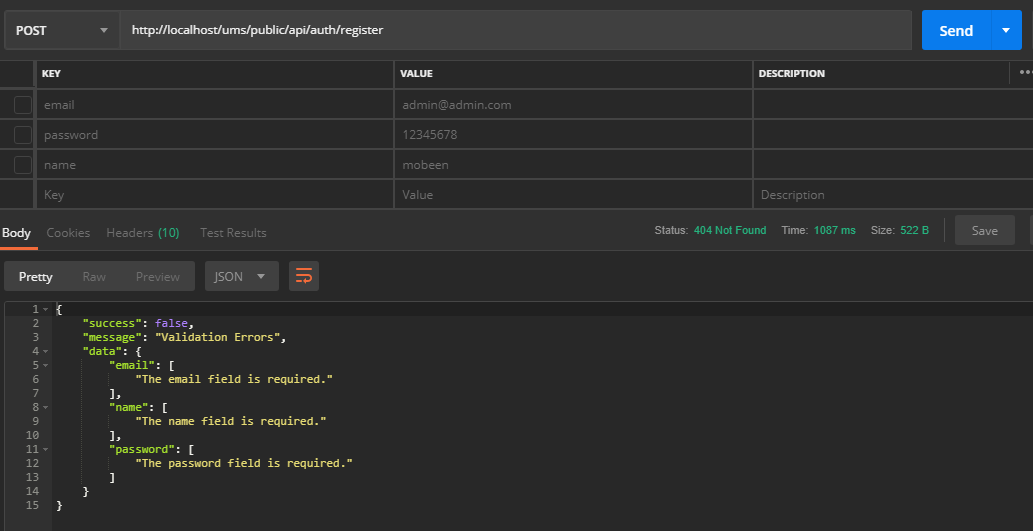 POST http://localhost/ums/public/api/auth/register Send
KEY VALUE DESCRIPTION
email admin@admin.com
password 12345678
name mobeen
Key Value Description
Body Cookies Headers (10) Test Results Status: 404 Not Found Time: 1087 ms Size: 522 B Save
Pretty Raw Preview JSON
1 {
2 "success": false,
3 "message": "Validation Errors",
4 "data": {
5 "email": [
6 "The email field is required."
7 ],
8 "name": [
9 "The name field is required."
10 ],
11 "password": [
12 "The password field is required."
13 ]
14 }
15 }